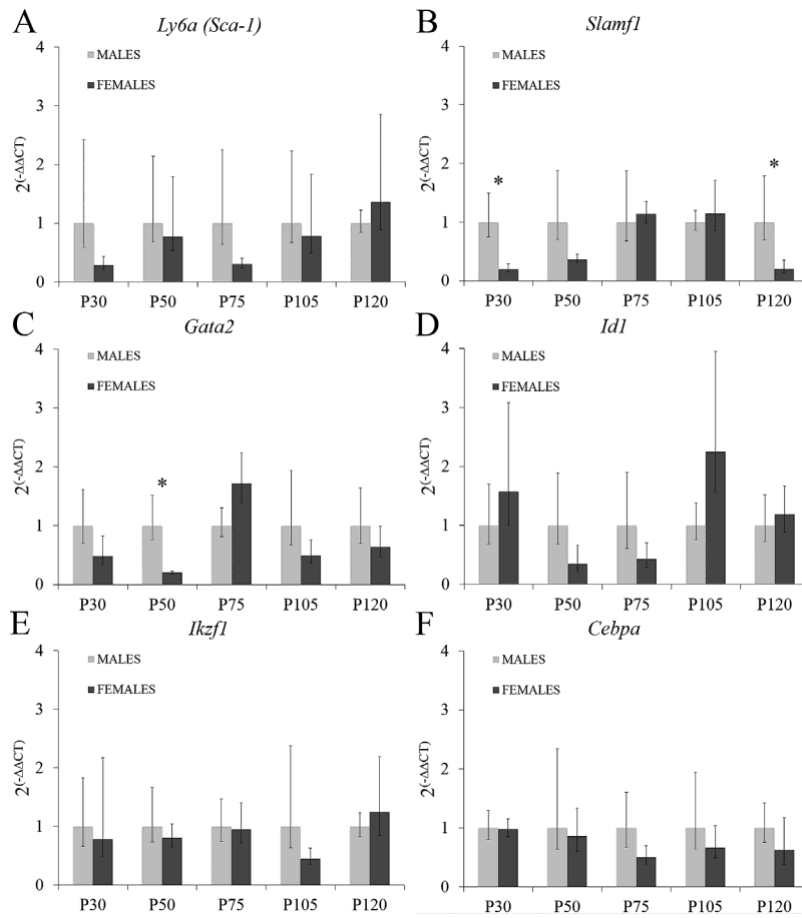 A Ly6a (Sca-1)
4
3
2
1
0
2(-ΔΔCT)
MALES
FEMALES
P30 P50 P75 P105 P120
B Slamf1
4
3
2
1
0
2(-ΔΔCT)
MALES
FEMALES
*
*
P30 P50 P75 P105 P120
C Gata2
4
3
2
1
0
2(-ΔΔCT)
MALES
FEMALES
*
P30 P50 P75 P105 P120
D Id1
4
3
2
1
0
2(-ΔΔCT)
MALES
FEMALES
P30 P50 P75 P105 P120
E Ikzf1
4
3
2
1
0
2(-ΔΔCT)
MALES
FEMALES
P30 P50 P75 P105 P120
F Cebpa
4
3
2
1
0
2(-ΔΔCT)
MALES
FEMALES
P30 P50 P75 P105 P120